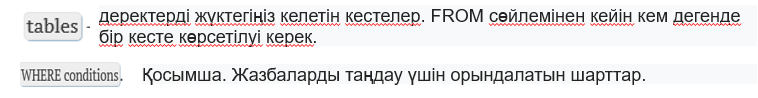 tables - деректерді жүктегіңіз келетін кестелер. FROM сөйлемінен кейін кем дегенде
бір кесте көрсетілуі керек.
WHERE conditions. Қосымша. Жазбаларды таңдау үшін орындалатын шарттар.